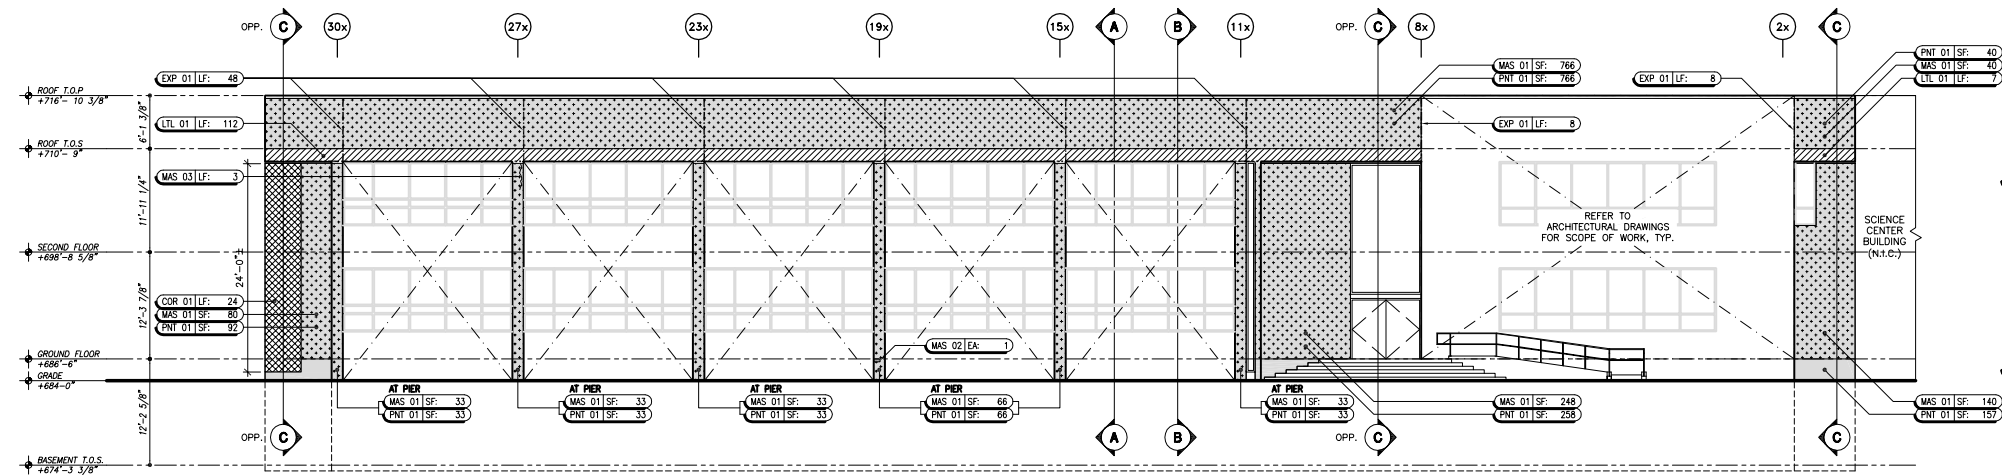 OPP. C 30x 27x 23x 19x 15x A B 11x OPP. C 8x 2x C
EXP 01 LF: 48
MAS 01 SF: 766
PNT 01 SF: 766
EXP 01 LF: 8
PNT 01 SF: 40
MAS 01 SF: 40
LTL 01 LF: 7
ROOF T.O.P
+716'- 10 3/8"
6'-1 3/8"
LTL 01 LF: 112
EXP 01 LF: 8
ROOF T.O.S
+710'- 9"
MAS 03 LF: 3
11'-11 1/4"
REFER TO
ARCHITECTURAL DRAWINGS
FOR SCOPE OF WORK, TYP.
SCIENCE
CENTER
BUILDING
(N.I.C.)
SECOND FLOOR
+698'-8 5/8"
24'-0"±
COR 01 LF: 24
MAS 01 SF: 80
PNT 01 SF: 92
12'-3 7/8"
MAS 02 EA: 1
GROUND FLOOR
+686'-6"
GRADE
+684'-0"
AT PIER AT PIER AT PIER AT PIER AT PIER
MAS 01 SF: 33 MAS 01 SF: 33 MAS 01 SF: 33 MAS 01 SF: 66 MAS 01 SF: 33 MAS 01 SF: 248 MAS 01 SF: 140
PNT 01 SF: 33 PNT 01 SF: 33 PNT 01 SF: 33 PNT 01 SF: 66 PNT 01 SF: 33 PNT 01 SF: 258 PNT 01 SF: 157
12'-2 5/8"
OPP. C A B OPP. C C
BASEMENT T.O.S.
+674'-3 3/8"